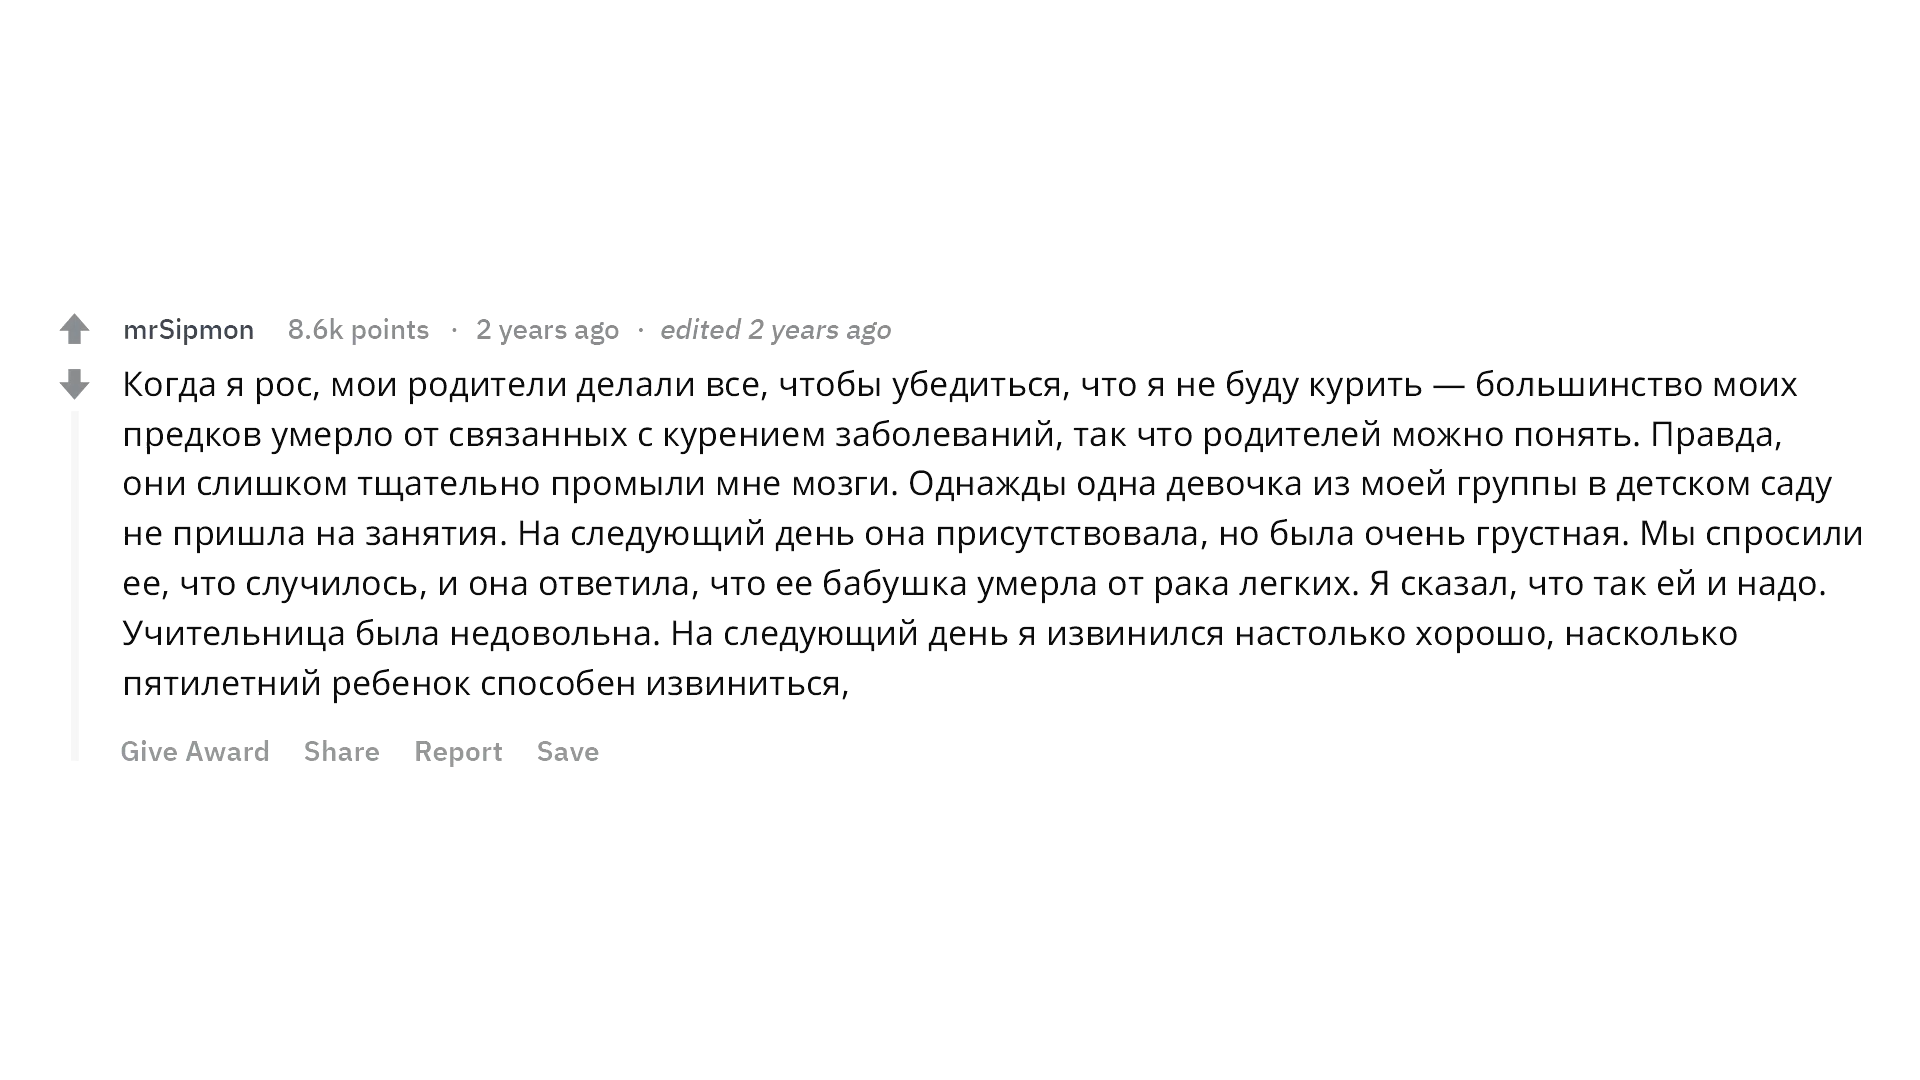 mrSipmon 8.6k points · 2 years ago · edited 2 years ago
Когда я рос, мои родители делали все, чтобы убедиться, что я не буду курить — большинство моих
предков умерло от связанных с курением заболеваний, так что родителей можно понять. Правда,
они слишком тщательно промыли мне мозги. Однажды одна девочка из моей группы в детском саду
не пришла на занятия. На следующий день она присутствовала, но была очень грустная. Мы спросили
ее, что случилось, и она ответила, что ее бабушка умерла от рака легких. Я сказал, что так ей и надо.
Учительница была недовольна. На следующий день я извинился настолько хорошо, насколько
пятилетний ребенок способен извиниться,
Give Award Share Report Save